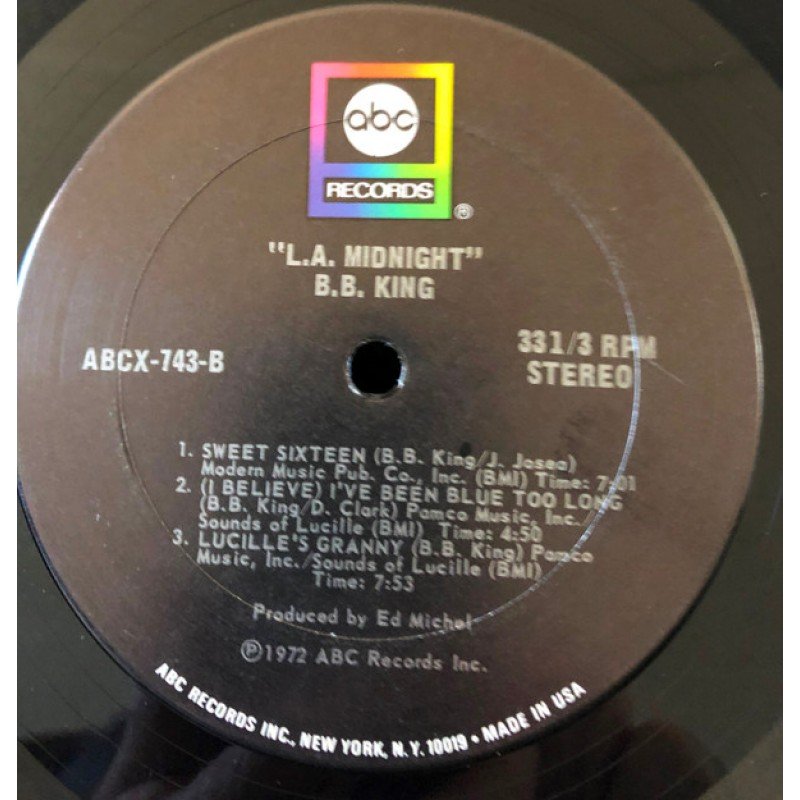 abc
RECORDS
®
"L.A. MIDNIGHT"
B.B. KING
ABCX-743-B
33 1/3 RPM
STEREO
1. SWEET SIXTEEN (B.B. King/J. Josea)
Modern Music Pub. Co., Inc. (BMI) Time: 7:01
2. (I BELIEVE) I'VE BEEN BLUE TOO LONG
(B.B. King/D. Clark) Pamco Music, Inc./
Sounds of Lucille (BMI) Time: 4:50
3. LUCILLE'S GRANNY (B.B. King) Pamco
Music, Inc./Sounds of Lucille (BMI)
Time: 7:53
Produced by Ed Michel
℗1972 ABC Records Inc.
ABC RECORDS INC., NEW YORK, N.Y. 10019 • MADE IN USA